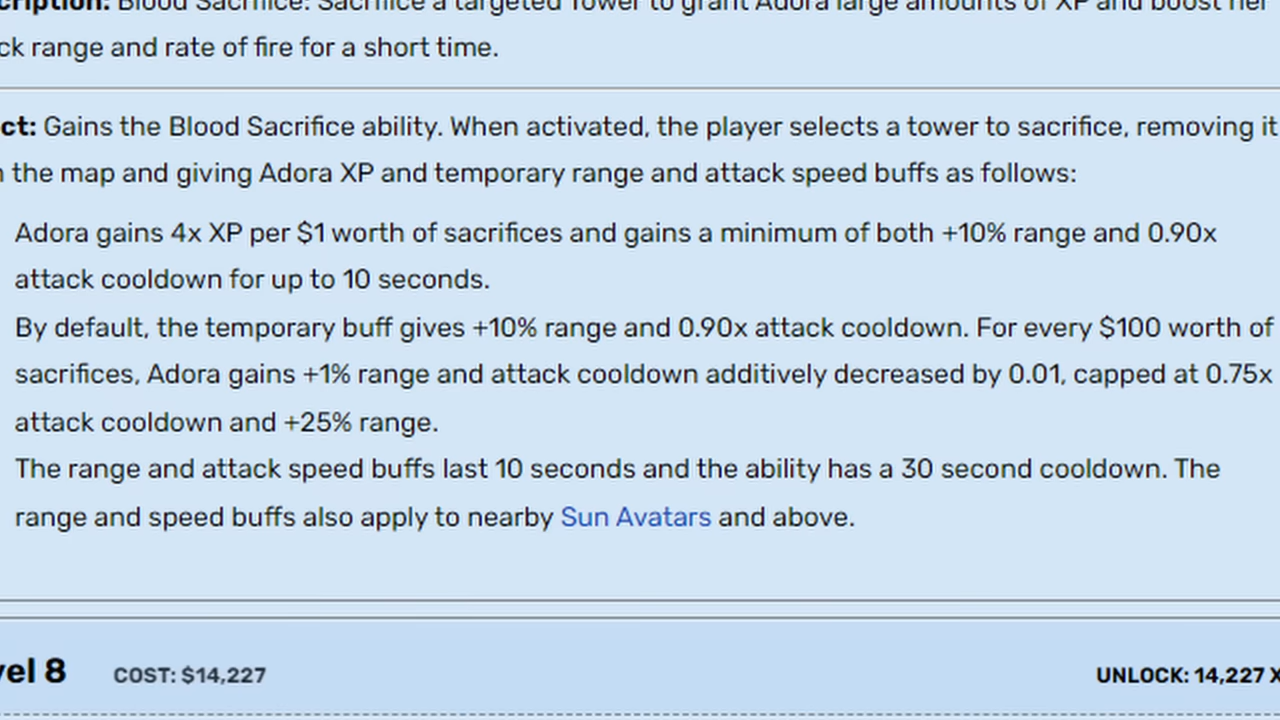 cription: Blood Sacrifice: Sacrifice a targeted Tower to grant Adora large amounts of XP and boost her
ck range and rate of fire for a short time.
ct: Gains the Blood Sacrifice ability. When activated, the player selects a tower to sacrifice, removing it
the map and giving Adora XP and temporary range and attack speed buffs as follows:
Adora gains 4x XP per $1 worth of sacrifices and gains a minimum of both +10% range and 0.90x
attack cooldown for up to 10 seconds.
By default, the temporary buff gives +10% range and 0.90x attack cooldown. For every $100 worth of
sacrifices, Adora gains +1% range and attack cooldown additively decreased by 0.01, capped at 0.75x
attack cooldown and +25% range.
The range and attack speed buffs last 10 seconds and the ability has a 30 second cooldown. The
range and speed buffs also apply to nearby Sun Avatars and above.
vel 8 COST: $14,227 UNLOCK: 14,227 X